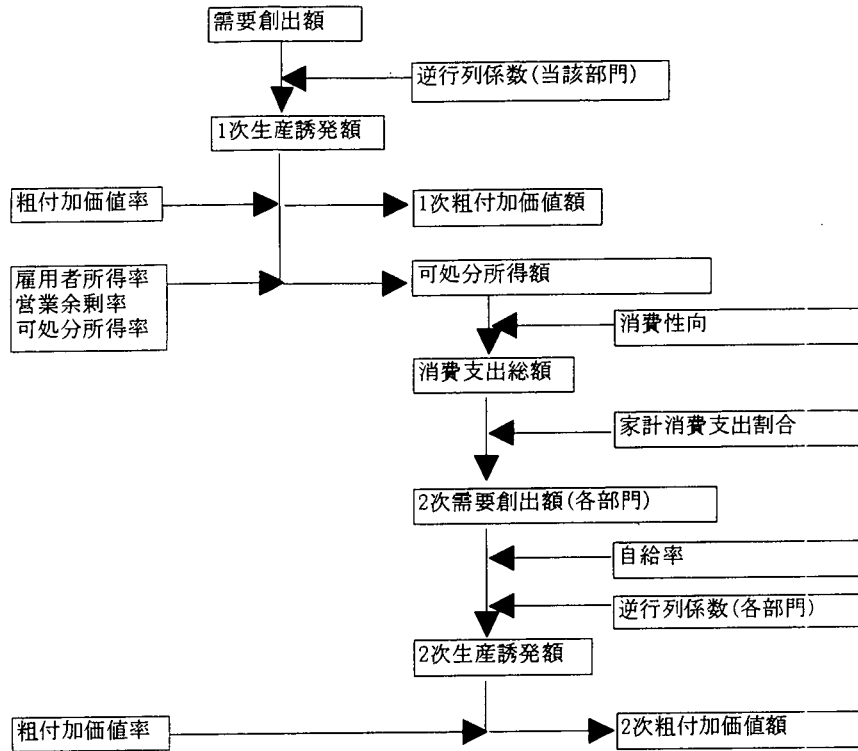 需要創出額
逆行列係数(当該部門)
1次生産誘発額
粗付加価値率
1次粗付加価値額
雇用者所得率
営業余剰率
可処分所得率
可処分所得額
消費性向
消費支出総額
家計消費支出割合
2次需要創出額(各部門)
自給率
逆行列係数(各部門)
2次生産誘発額
粗付加価値率
2次粗付加価値額